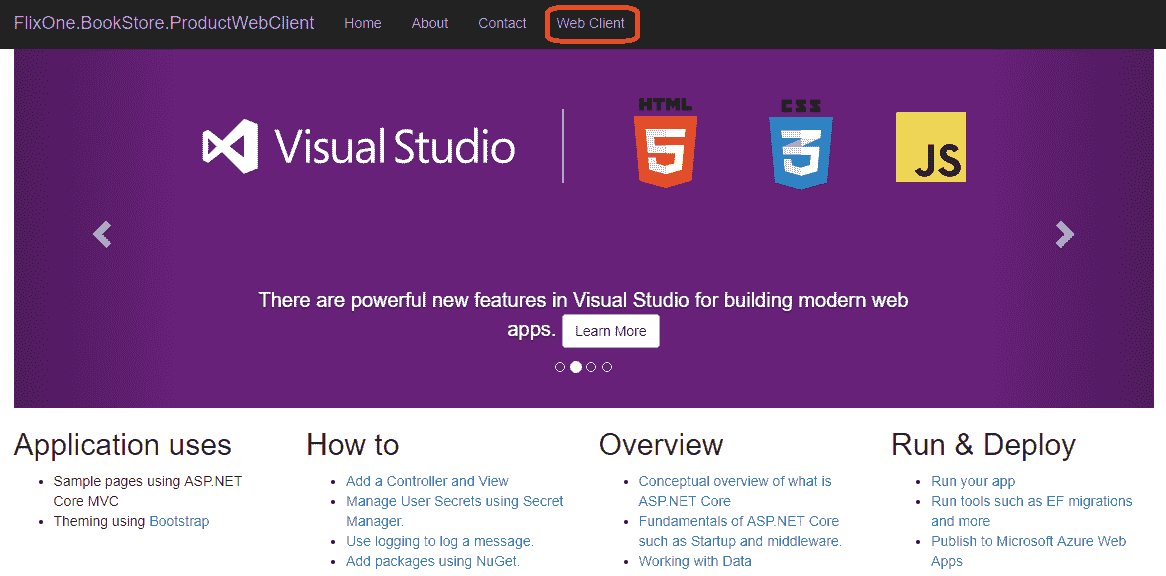 FlixOne.BookStore.ProductWebClient Home About Contact Web Client
Visual Studio HTML 5 CSS 3 JS
There are powerful new features in Visual Studio for building modern web
apps. Learn More
Application uses
Sample pages using ASP.NET
Core MVC
Theming using Bootstrap
How to
Add a Controller and View
Manage User Secrets using Secret
Manager.
Use logging to log a message.
Add packages using NuGet.
Overview
Conceptual overview of what is
ASP.NET Core
Fundamentals of ASP.NET Core
such as Startup and middleware.
Working with Data
Run & Deploy
Run your app
Run tools such as EF migrations
and more
Publish to Microsoft Azure Web
Apps